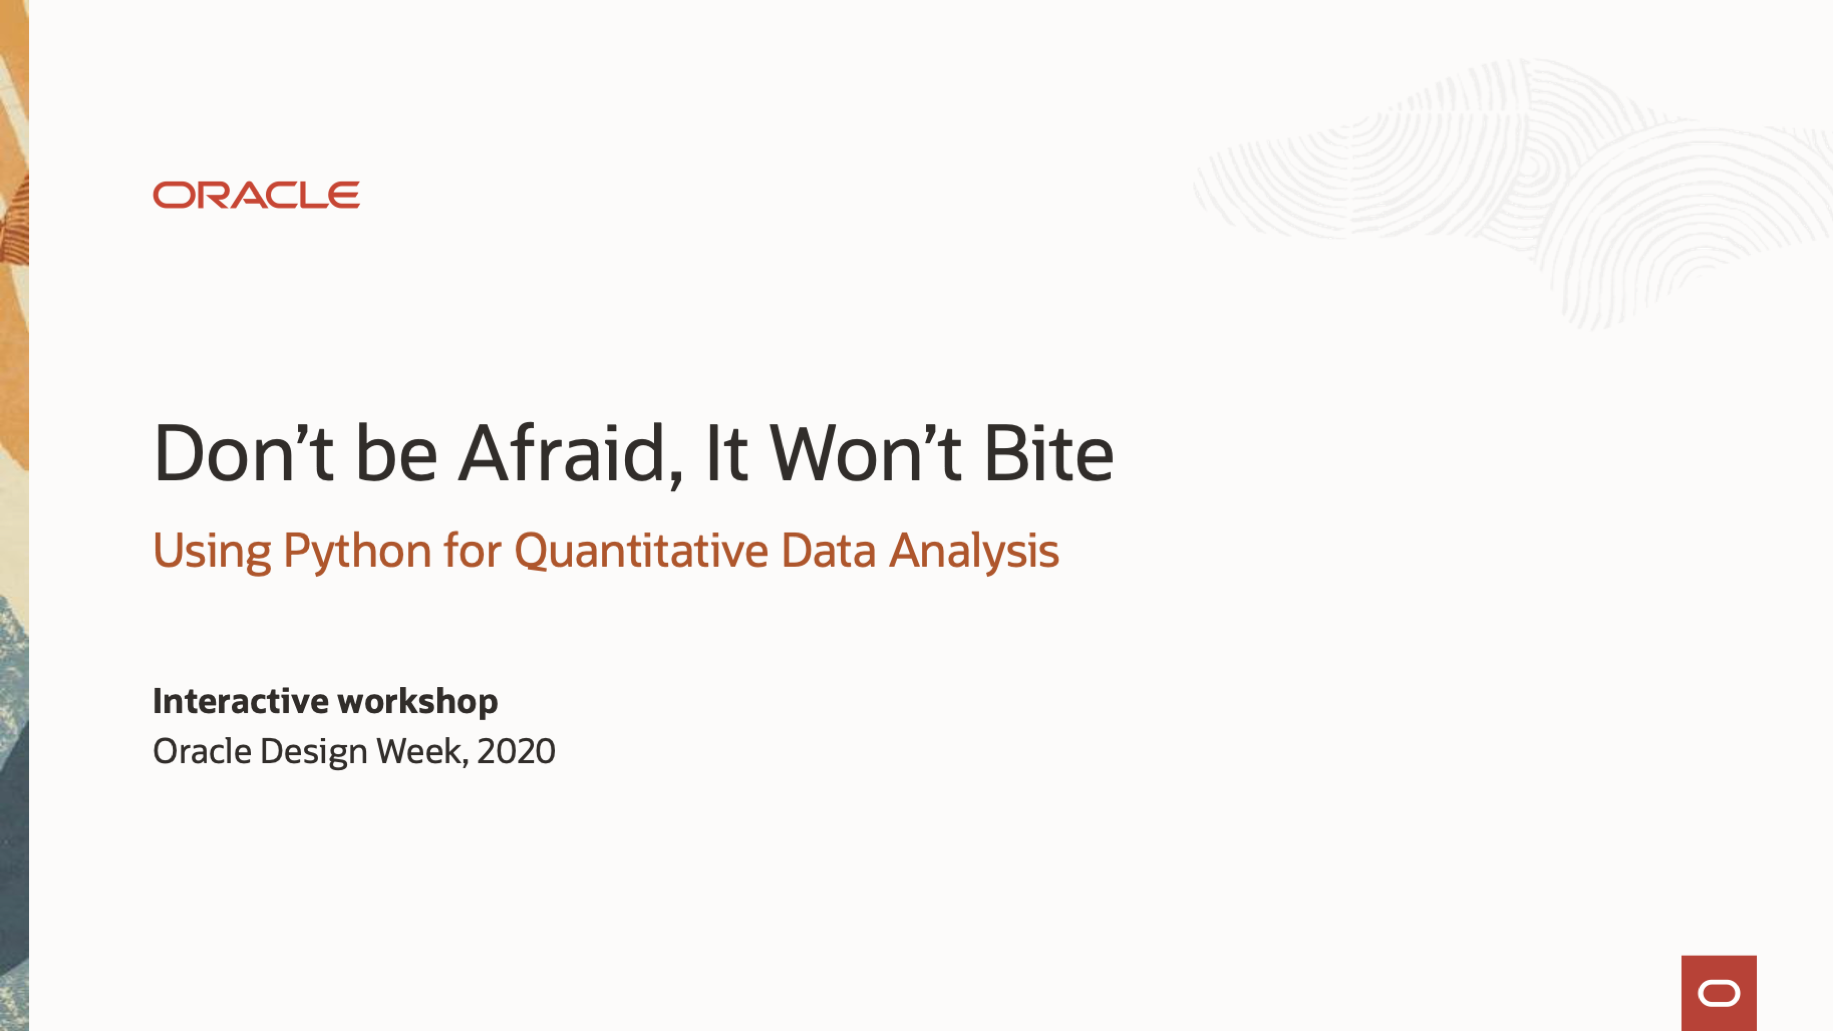 ORACLE
Don’t be Afraid, It Won’t Bite
Using Python for Quantitative Data Analysis
Interactive workshop
Oracle Design Week, 2020